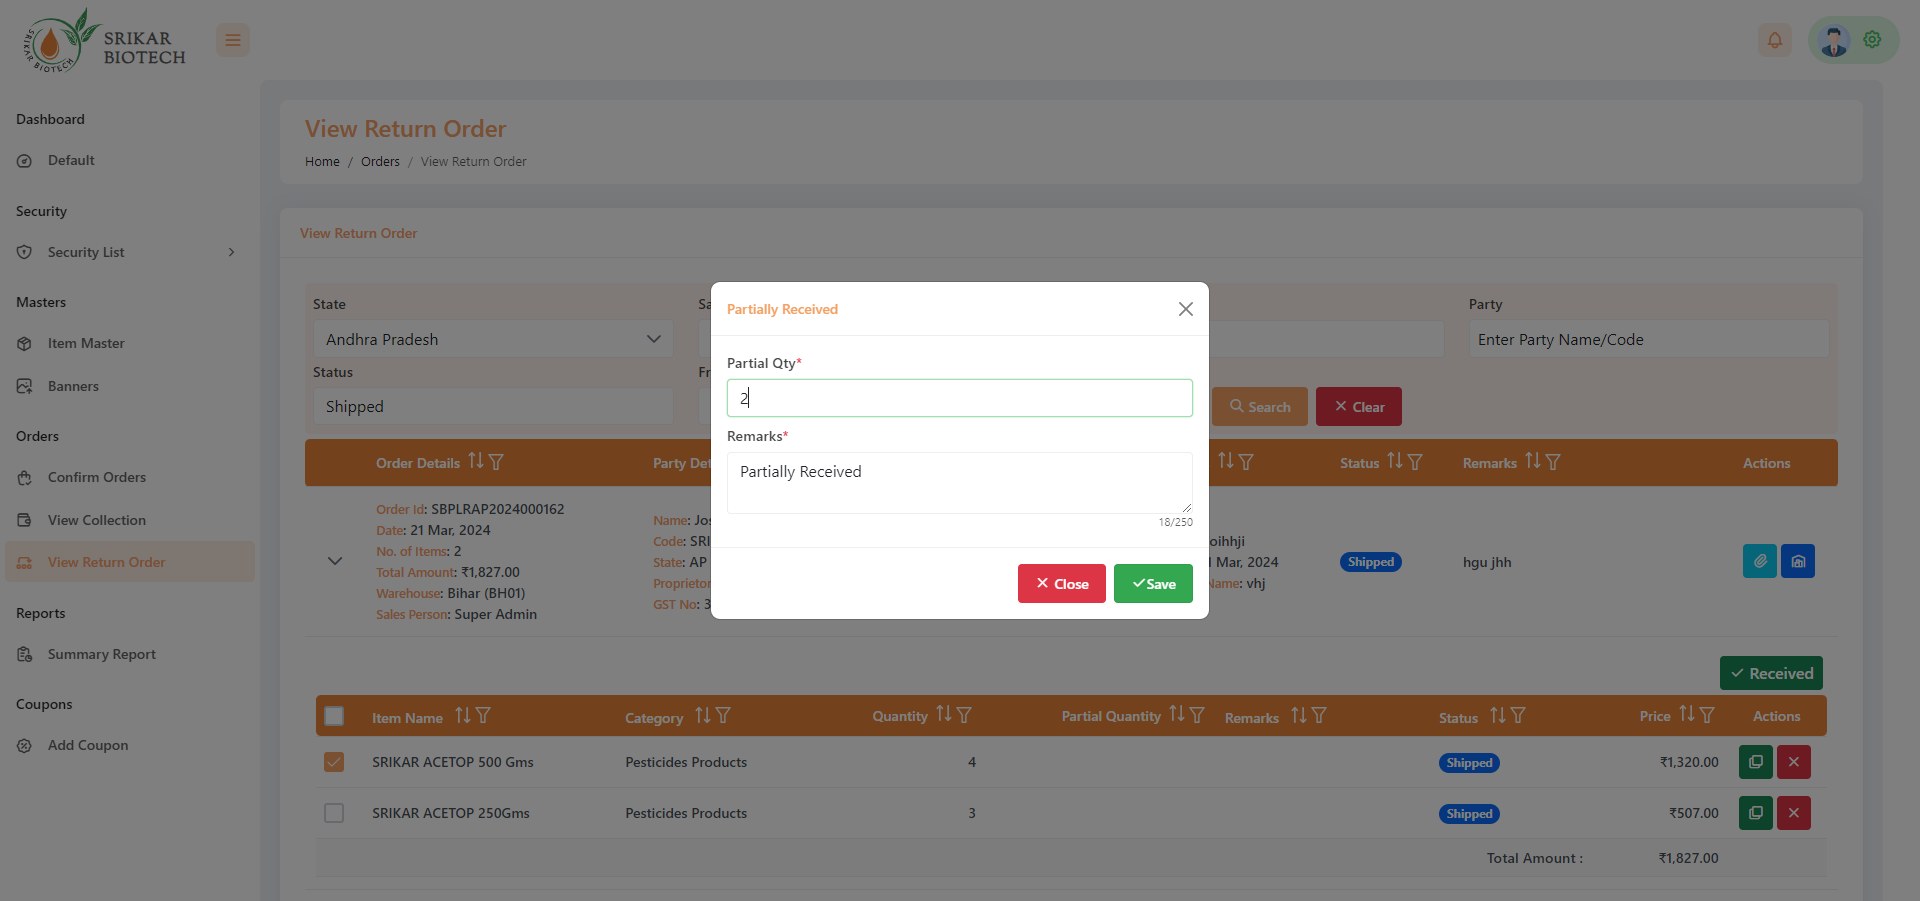 SRIKAR BIOTECH
SRIKAR
BIOTECH
Dashboard
Default
Security
Security List
Masters
Item Master
Banners
Orders
Confirm Orders
View Collection
View Return Order
Reports
Summary Report
Coupons
Add Coupon
View Return Order
Home / Orders / View Return Order
View Return Order
State
Sa
Party
Andhra Pradesh
Enter Party Name/Code
Status
Fr
Shipped
Search
Clear
Order Details
Party Det
Status
Remarks
Actions
Order Id: SBPLRAP2024000162
Date: 21 Mar, 2024
No. of Items: 2
Total Amount: ₹1,827.00
Warehouse: Bihar (BH01)
Sales Person: Super Admin
Name: Jos
Code: SRI
State: AP
Proprietor
GST No: 3
oihhji
Mar, 2024
Name: vhj
Shipped
hgu jhh
Partially Received
Partial Qty*
2
Remarks*
Partially Received
18/250
Close
Save
Received
Item Name
Category
Quantity
Partial Quantity
Remarks
Status
Price
Actions
SRIKAR ACETOP 500 Gms
Pesticides Products
4
Shipped
₹1,320.00
SRIKAR ACETOP 250Gms
Pesticides Products
3
Shipped
₹507.00
Total Amount :
₹1,827.00